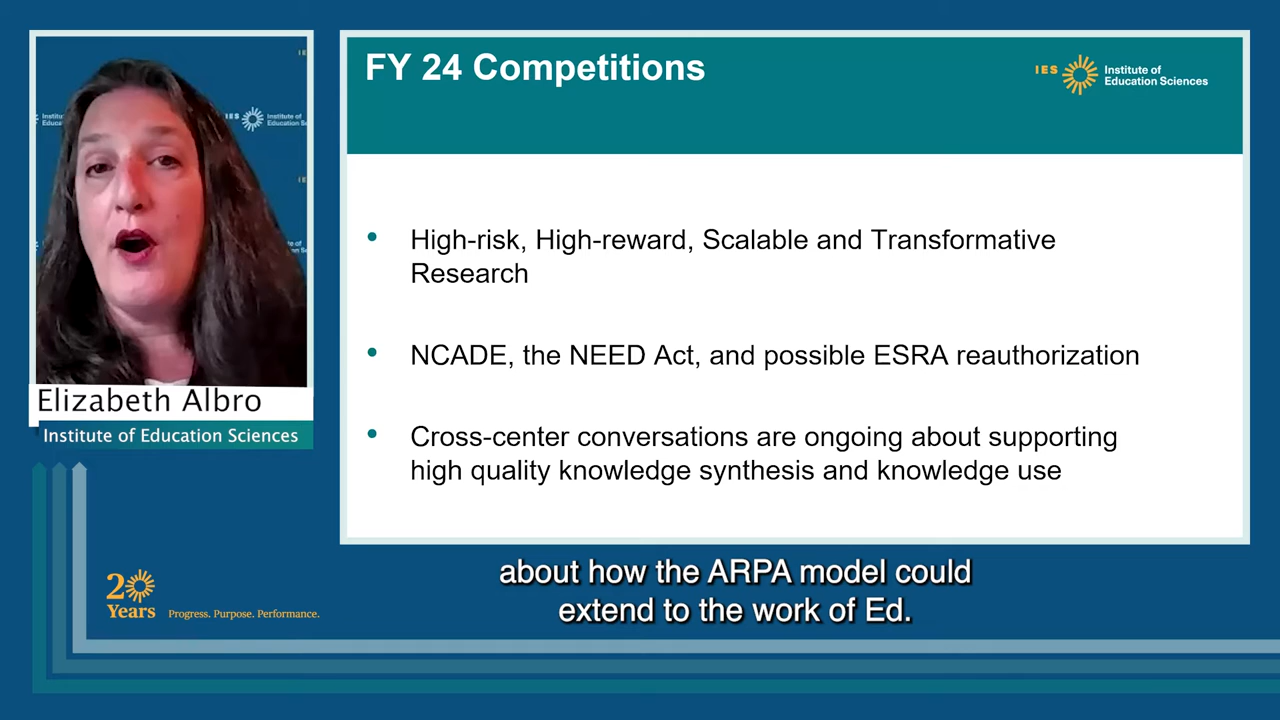 FY 24 Competitions
IES
Institute of
Education Sciences
• High-risk, High-reward, Scalable and Transformative
Research
• NCADE, the NEED Act, and possible ESRA reauthorization
• Cross-center conversations are ongoing about supporting
high quality knowledge synthesis and knowledge use
IES
Elizabeth Albro
Institute of Education Sciences
about how the ARPA model could
extend to the work of Ed.
20
Years
Progress. Purpose. Performance.